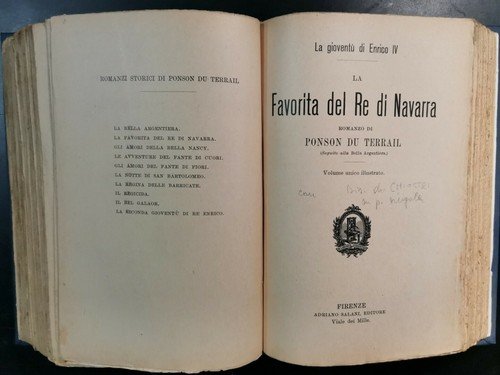 ROMANZI STORICI DI PONSON DU TERRAIL
LA BELLA ARGENTIERA.
LA FAVORITA DEL RE DI NAVARRA.
GLI AMORI DELLA BELLA NANCY.
LE AVVENTURE DEL FANTE DI CUORI.
GLI AMORI DEL FANTE DI FIORI.
LA NOTTE DI SAN BARTOLOMEO.
LA REGINA DELLE BARRICATE.
IL REGICIDA.
IL BEL GALAOR.
LA SECONDA GIOVENTÙ DI RE ENRICO.
La gioventù di Enrico IV
LA
Favorita del Re di Navarra
ROMANZO DI
PONSON DU TERRAIL
(Seguito alla Bella Argentiera.)
Volume unico illustrato.
FIRENZE
ADRIANO SALANI, EDITORE
Viale dei Mille.